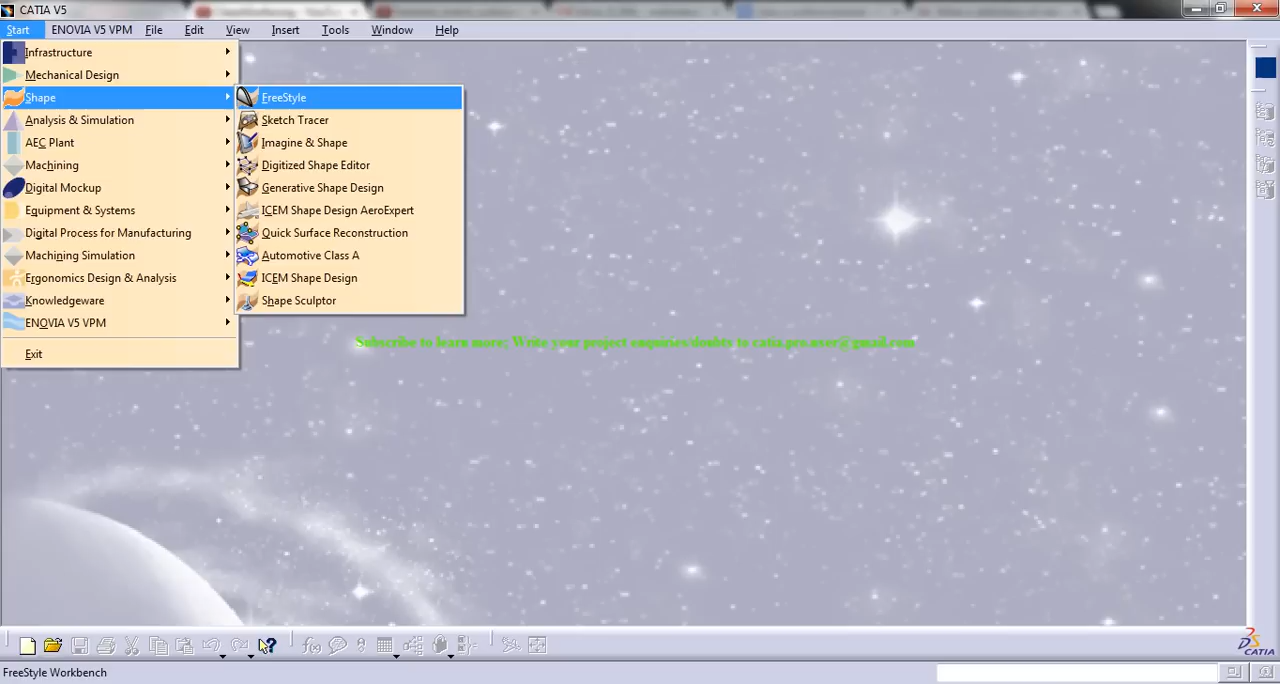 CATIA V5
Start ENOVIA V5 VPM File Edit View Insert Tools Window Help
Infrastructure
Mechanical Design
Shape
Analysis & Simulation
AEC Plant
Machining
Digital Mockup
Equipment & Systems
Digital Process for Manufacturing
Machining Simulation
Ergonomics Design & Analysis
Knowledgeware
ENOVIA V5 VPM
Exit
FreeStyle
Sketch Tracer
Imagine & Shape
Digitized Shape Editor
Generative Shape Design
ICEM Shape Design AeroExpert
Quick Surface Reconstruction
Automotive Class A
ICEM Shape Design
Shape Sculptor
Subscribe to learn more; Write your project enquiries/doubts to catia.pro.user@gmail.com
CATIA
FreeStyle Workbench